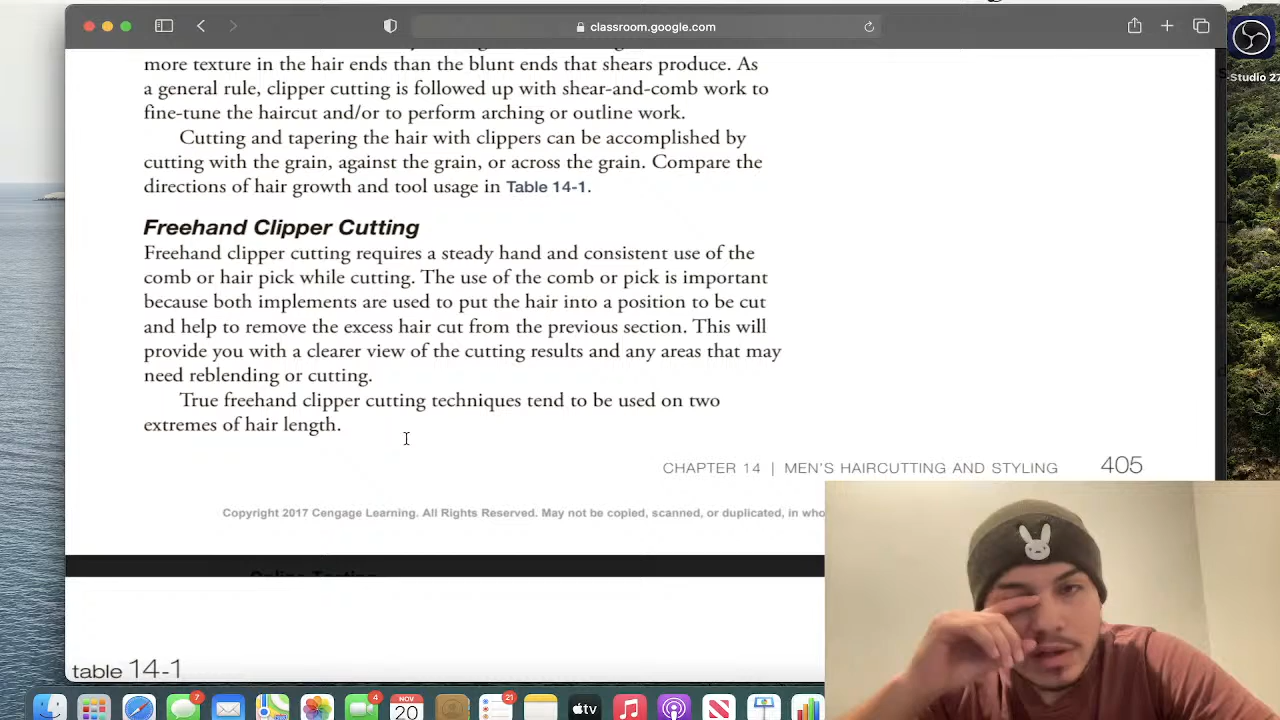 classroom.google.com
Studio 27
more texture in the hair ends than the blunt ends that shears produce. As
a general rule, clipper cutting is followed up with shear-and-comb work to
fine-tune the haircut and/or to perform arching or outline work.
Cutting and tapering the hair with clippers can be accomplished by
cutting with the grain, against the grain, or across the grain. Compare the
directions of hair growth and tool usage in Table 14-1.
Freehand Clipper Cutting
Freehand clipper cutting requires a steady hand and consistent use of the
comb or hair pick while cutting. The use of the comb or pick is important
because both implements are used to put the hair into a position to be cut
and help to remove the excess hair cut from the previous section. This will
provide you with a clearer view of the cutting results and any areas that may
need reblending or cutting.
True freehand clipper cutting techniques tend to be used on two
extremes of hair length.
CHAPTER 14 | MEN'S HAIRCUTTING AND STYLING 405
Copyright 2017 Cengage Learning. All Rights Reserved. May not be copied, scanned, or duplicated, in who
table 14-1
7
4
NOV
20
21
tv